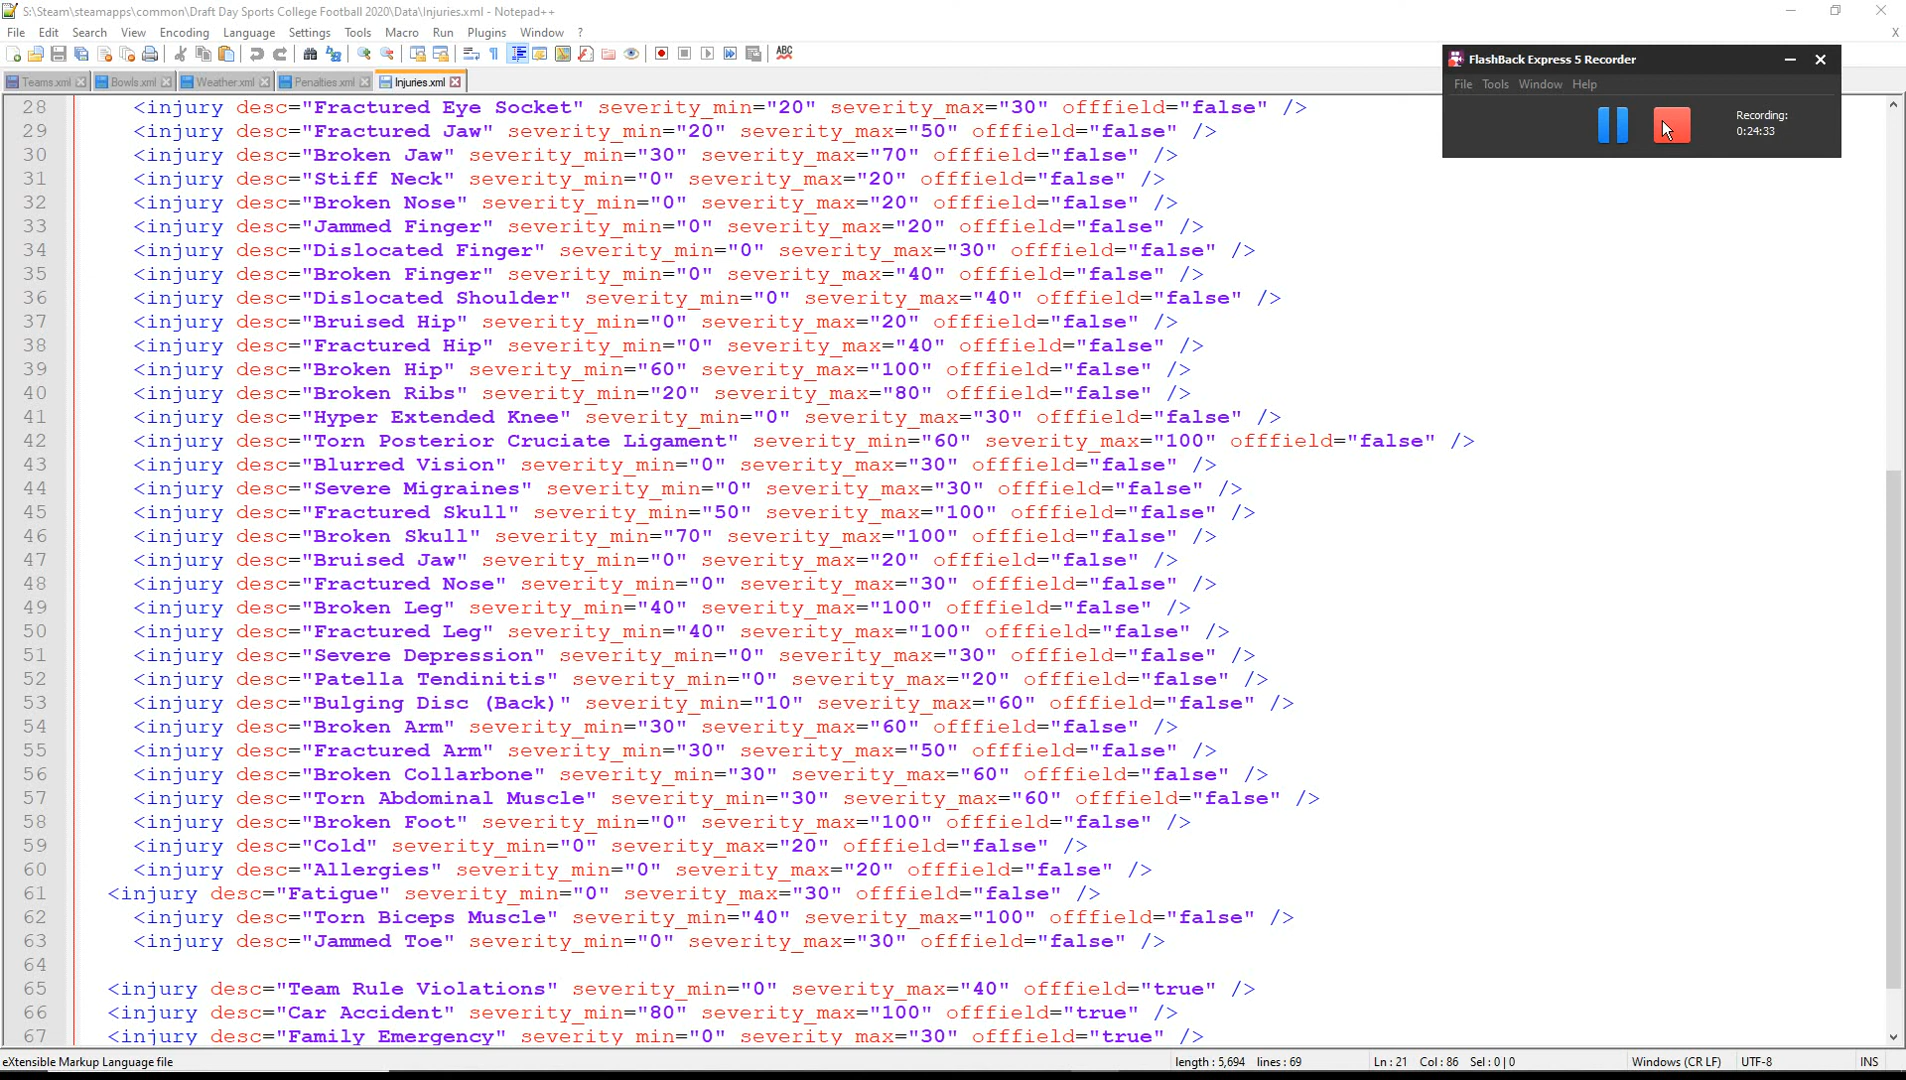 S:\Steam\steamapps\common\Draft Day Sports College Football 2020\Data\Injuries.xml - Notepad++
File Edit Search View Encoding Language Settings Tools Macro Run Plugins Window ? X
ABC
Teams.xml Bowls.xml Weather.xml Penalties.xml Injuries.xml
FlashBack Express 5 Recorder
File Tools Window Help
Recording:
0:24:33
28 <injury desc="Fractured Eye Socket" severity_min="20" severity_max="30" offfield="false" />
29 <injury desc="Fractured Jaw" severity_min="20" severity_max="50" offfield="false" />
30 <injury desc="Broken Jaw" severity_min="30" severity_max="70" offfield="false" />
31 <injury desc="Stiff Neck" severity_min="0" severity_max="20" offfield="false" />
32 <injury desc="Broken Nose" severity_min="0" severity_max="20" offfield="false" />
33 <injury desc="Jammed Finger" severity_min="0" severity_max="20" offfield="false" />
34 <injury desc="Dislocated Finger" severity_min="0" severity_max="30" offfield="false" />
35 <injury desc="Broken Finger" severity_min="0" severity_max="40" offfield="false" />
36 <injury desc="Dislocated Shoulder" severity_min="0" severity_max="40" offfield="false" />
37 <injury desc="Bruised Hip" severity_min="0" severity_max="20" offfield="false" />
38 <injury desc="Fractured Hip" severity_min="0" severity_max="40" offfield="false" />
39 <injury desc="Broken Hip" severity_min="60" severity_max="100" offfield="false" />
40 <injury desc="Broken Ribs" severity_min="20" severity_max="80" offfield="false" />
41 <injury desc="Hyper Extended Knee" severity_min="0" severity_max="30" offfield="false" />
42 <injury desc="Torn Posterior Cruciate Ligament" severity_min="60" severity_max="100" offfield="false" />
43 <injury desc="Blurred Vision" severity_min="0" severity_max="30" offfield="false" />
44 <injury desc="Severe Migraines" severity_min="0" severity_max="30" offfield="false" />
45 <injury desc="Fractured Skull" severity_min="50" severity_max="100" offfield="false" />
46 <injury desc="Broken Skull" severity_min="70" severity_max="100" offfield="false" />
47 <injury desc="Bruised Jaw" severity_min="0" severity_max="20" offfield="false" />
48 <injury desc="Fractured Nose" severity_min="0" severity_max="30" offfield="false" />
49 <injury desc="Broken Leg" severity_min="40" severity_max="100" offfield="false" />
50 <injury desc="Fractured Leg" severity_min="40" severity_max="100" offfield="false" />
51 <injury desc="Severe Depression" severity_min="0" severity_max="30" offfield="false" />
52 <injury desc="Patella Tendinitis" severity_min="0" severity_max="20" offfield="false" />
53 <injury desc="Bulging Disc (Back)" severity_min="10" severity_max="60" offfield="false" />
54 <injury desc="Broken Arm" severity_min="30" severity_max="60" offfield="false" />
55 <injury desc="Fractured Arm" severity_min="30" severity_max="50" offfield="false" />
56 <injury desc="Broken Collarbone" severity_min="30" severity_max="60" offfield="false" />
57 <injury desc="Torn Abdominal Muscle" severity_min="30" severity_max="60" offfield="false" />
58 <injury desc="Broken Foot" severity_min="0" severity_max="100" offfield="false" />
59 <injury desc="Cold" severity_min="0" severity_max="20" offfield="false" />
60 <injury desc="Allergies" severity_min="0" severity_max="20" offfield="false" />
61 <injury desc="Fatigue" severity_min="0" severity_max="30" offfield="false" />
62 <injury desc="Torn Biceps Muscle" severity_min="40" severity_max="100" offfield="false" />
63 <injury desc="Jammed Toe" severity_min="0" severity_max="30" offfield="false" />
64
65 <injury desc="Team Rule Violations" severity_min="0" severity_max="40" offfield="true" />
66 <injury desc="Car Accident" severity_min="80" severity_max="100" offfield="true" />
67 <injury desc="Family Emergency" severity_min="0" severity_max="30" offfield="true" />
eXtensible Markup Language file length : 5,694 lines : 69 Ln : 21 Col : 86 Sel : 0 | 0 Windows (CR LF) UTF-8 INS